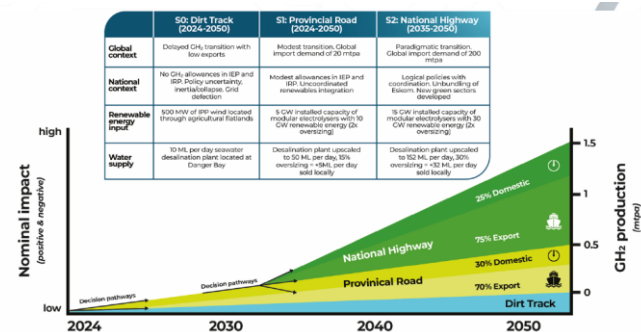 S0: Dirt Track
(2024-2050)
S1: Provincial Road
(2024-2050)
S2: National Highway
(2035-2050)
Global
context
Delayed GH₂ transition with
low exports
Modest transition. Global
import demand of 20 mtpa
Paradigmatic transition.
Global import demand of 200
mtpa
National
context
No GH₂ allowances in IEP and
IRP. Policy uncertainty,
inertia/collapse. Grid
defection
Modest allowances in IEP and
IRP. Uncoordinated
renewables integration
Logical policies with
coordination. Unbundling of
Eskom. New green sectors
developed
Renewable
energy
input
500 MW of IPP wind located
through agricultural flatlands
5 GW installed capacity of
modular electrolysers with 10
GW renewable energy (2x
oversizing)
15 GW installed capacity of
modular electrolysers with 30
GW renewable energy (2x
oversizing)
Water
supply
10 ML per day seawater
desalination plant located at
Danger Bay
Desalination plant upscaled
to 50 ML per day, 15%
oversizing = +5ML per day
sold locally
Desalination plant upscaled
to 152 ML per day, 30%
oversizing = +32 ML per day
sold locally
high
Nominal impact
(positive & negative)
low
1.5
1
0.5
0
GH₂ production
(mtpa)
25% Domestic
75% Export
National Highway
30% Domestic
Provinical Road
70% Export
Dirt Track
Decision pathways
Decision pathways
2024
2030
2040
2050